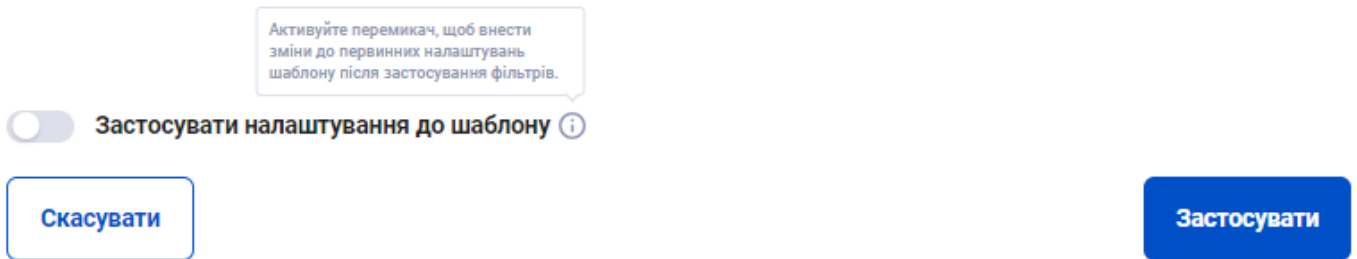 Активуйте перемикач, щоб внести
зміни до первинних налаштувань
шаблону після застосування фільтрів.
Застосувати налаштування до шаблону
Скасувати
Застосувати